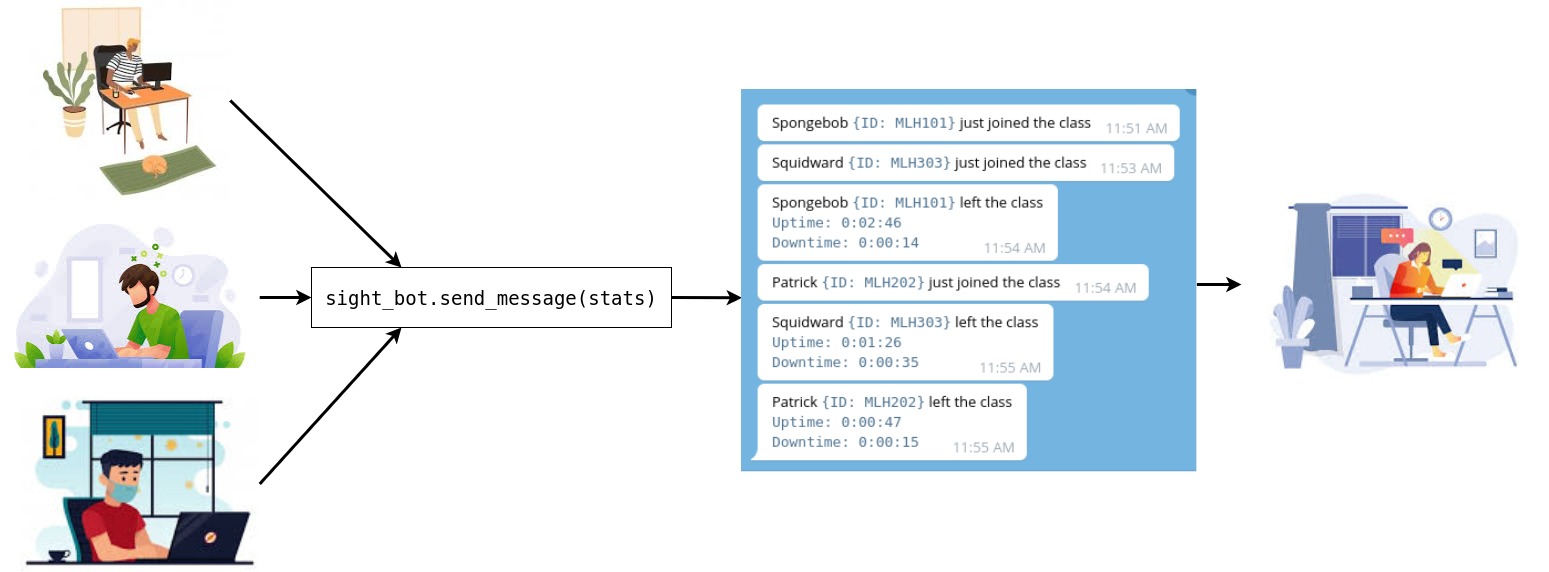 sight_bot.send_message(stats)
Spongebob {ID: MLH101} just joined the class 11:51 AM
Squidward {ID: MLH303} just joined the class 11:53 AM
Spongebob {ID: MLH101} left the class
Uptime: 0:02:46
Downtime: 0:00:14 11:54 AM
Patrick {ID: MLH202} just joined the class 11:54 AM
Squidward {ID: MLH303} left the class
Uptime: 0:01:26
Downtime: 0:00:35 11:55 AM
Patrick {ID: MLH202} left the class
Uptime: 0:00:47
Downtime: 0:00:15 11:55 AM